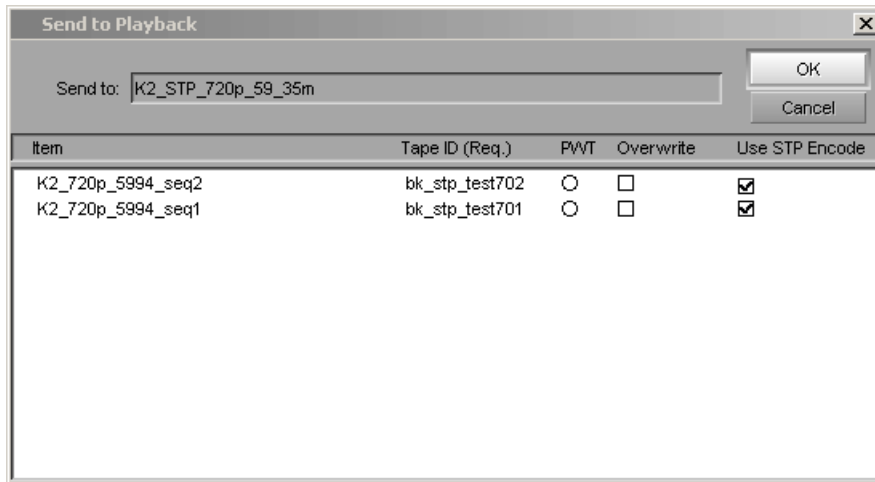 Send to Playback
Send to: K2_STP_720p_59_35m
OK
Cancel
Item Tape ID (Req.) PWT Overwrite Use STP Encode
K2_720p_5994_seq2 bk_stp_test702
K2_720p_5994_seq1 bk_stp_test701